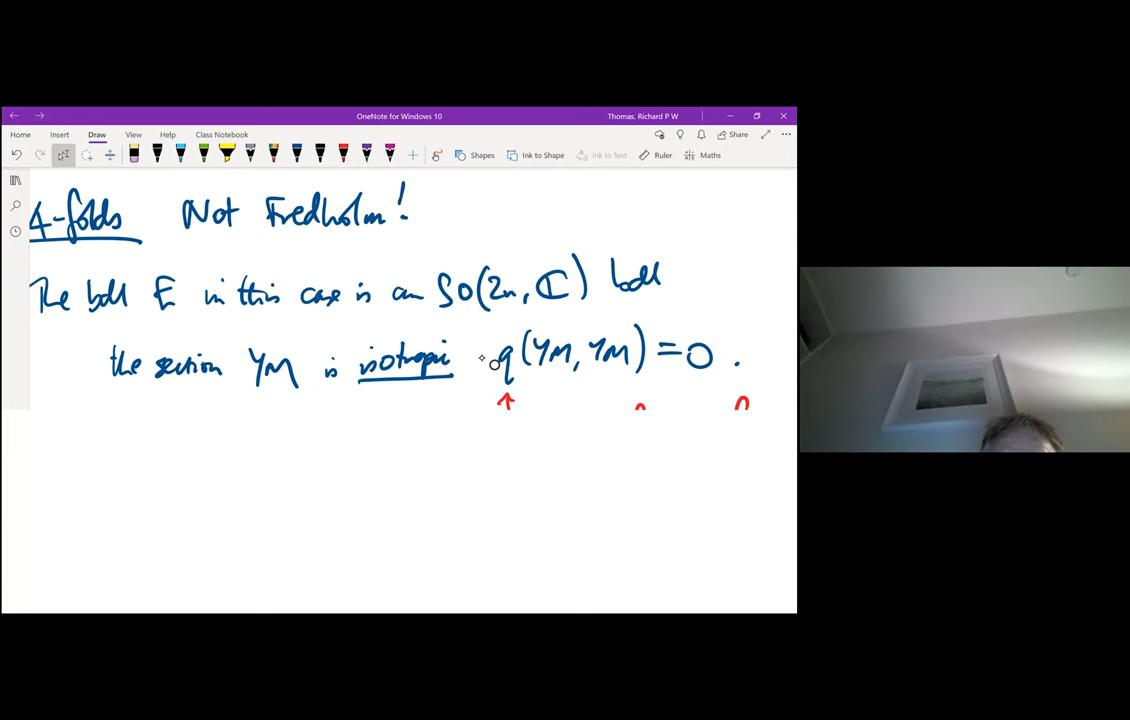 OneNote for Windows 10
Thomas, Richard P W
Home Insert Draw View Help Class Notebook
Share
Shapes Ink to Shape Ink to Text Ruler Maths
4-folds Not Fredholm!
The bdl E in this case is an SO(2n, ℂ) bdl
the section YM is isotropic q(YM, YM) = 0 .